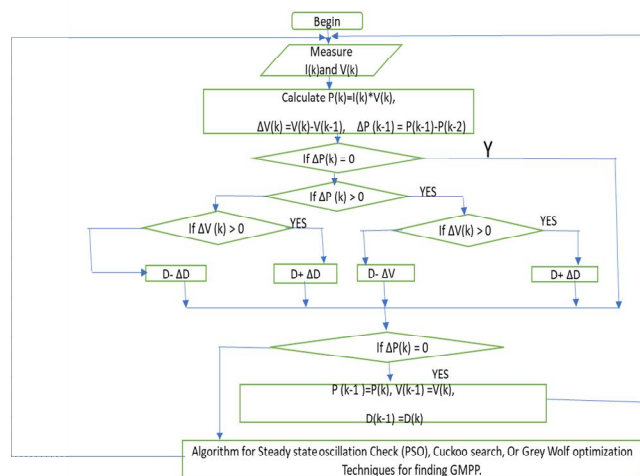 Begin
Measure
I(k)and V(k)
Calculate P(k)=I(k)*V(k),
ΔV(k) =V(k)-V(k-1), ΔP (k-1) = P(k-1)-P(k-2)
If ΔP(k) = 0
Y
If ΔP(k) > 0
YES
If ΔV (k) > 0
YES
If ΔV(k) > 0
YES
D- ΔD
D+ ΔD
D- ΔV
D+ ΔD
If ΔP(k) = 0
YES
P (k-1 )=P(k), V(k-1) =V(k),
D(k-1) =D(k)
Algorithm for Steady state oscillation Check (PSO), Cuckoo search, Or Grey Wolf optimization
Techniques for finding GMPP.